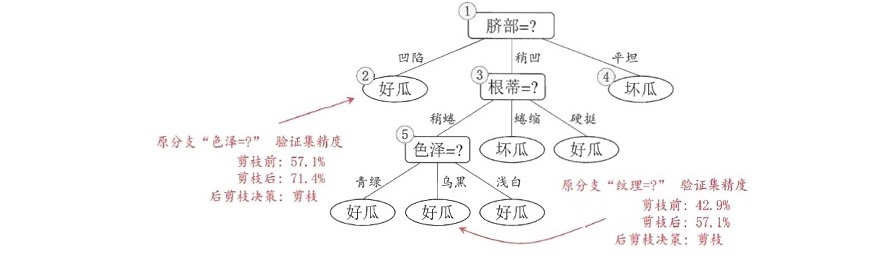 ①
脐部=?
凹陷
稍凹
平坦
②
好瓜
③
根蒂=?
④
坏瓜
稍蜷
蜷缩
硬挺
⑤
色泽=?
坏瓜
好瓜
青绿
乌黑
浅白
好瓜
好瓜
好瓜
原分支“色泽=?” 验证集精度
剪枝前: 57.1%
剪枝后: 71.4%
后剪枝决策: 剪枝
原分支“纹理=?” 验证集精度
剪枝前: 42.9%
剪枝后: 57.1%
后剪枝决策: 剪枝